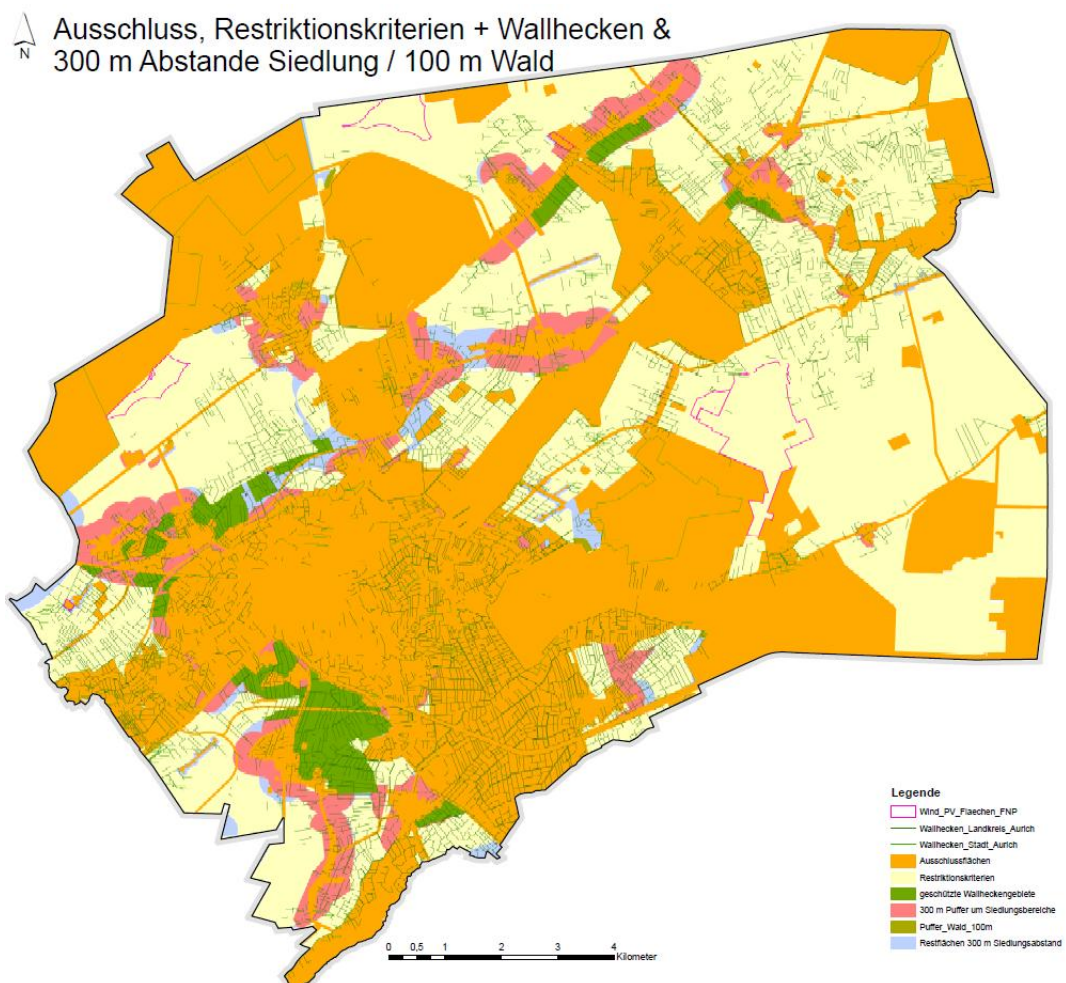 Ausschluss, Restriktionskriterien + Wallhecken &
300 m Abstande Siedlung / 100 m Wald
N
Legende
Wind_PV_Flaechen_FNP
Wallhecken_Landkreis_Aurich
Wallhecken_Stadt_Aurich
Ausschlussflächen
Restriktionskriterien
geschützte Wallheckengebiete
300 m Puffer um Siedlungsbereiche
Puffer_Wald_100m
Restflächen 300 m Siedlungsabstand
0 0,5 1 2 3 4
Kilometer